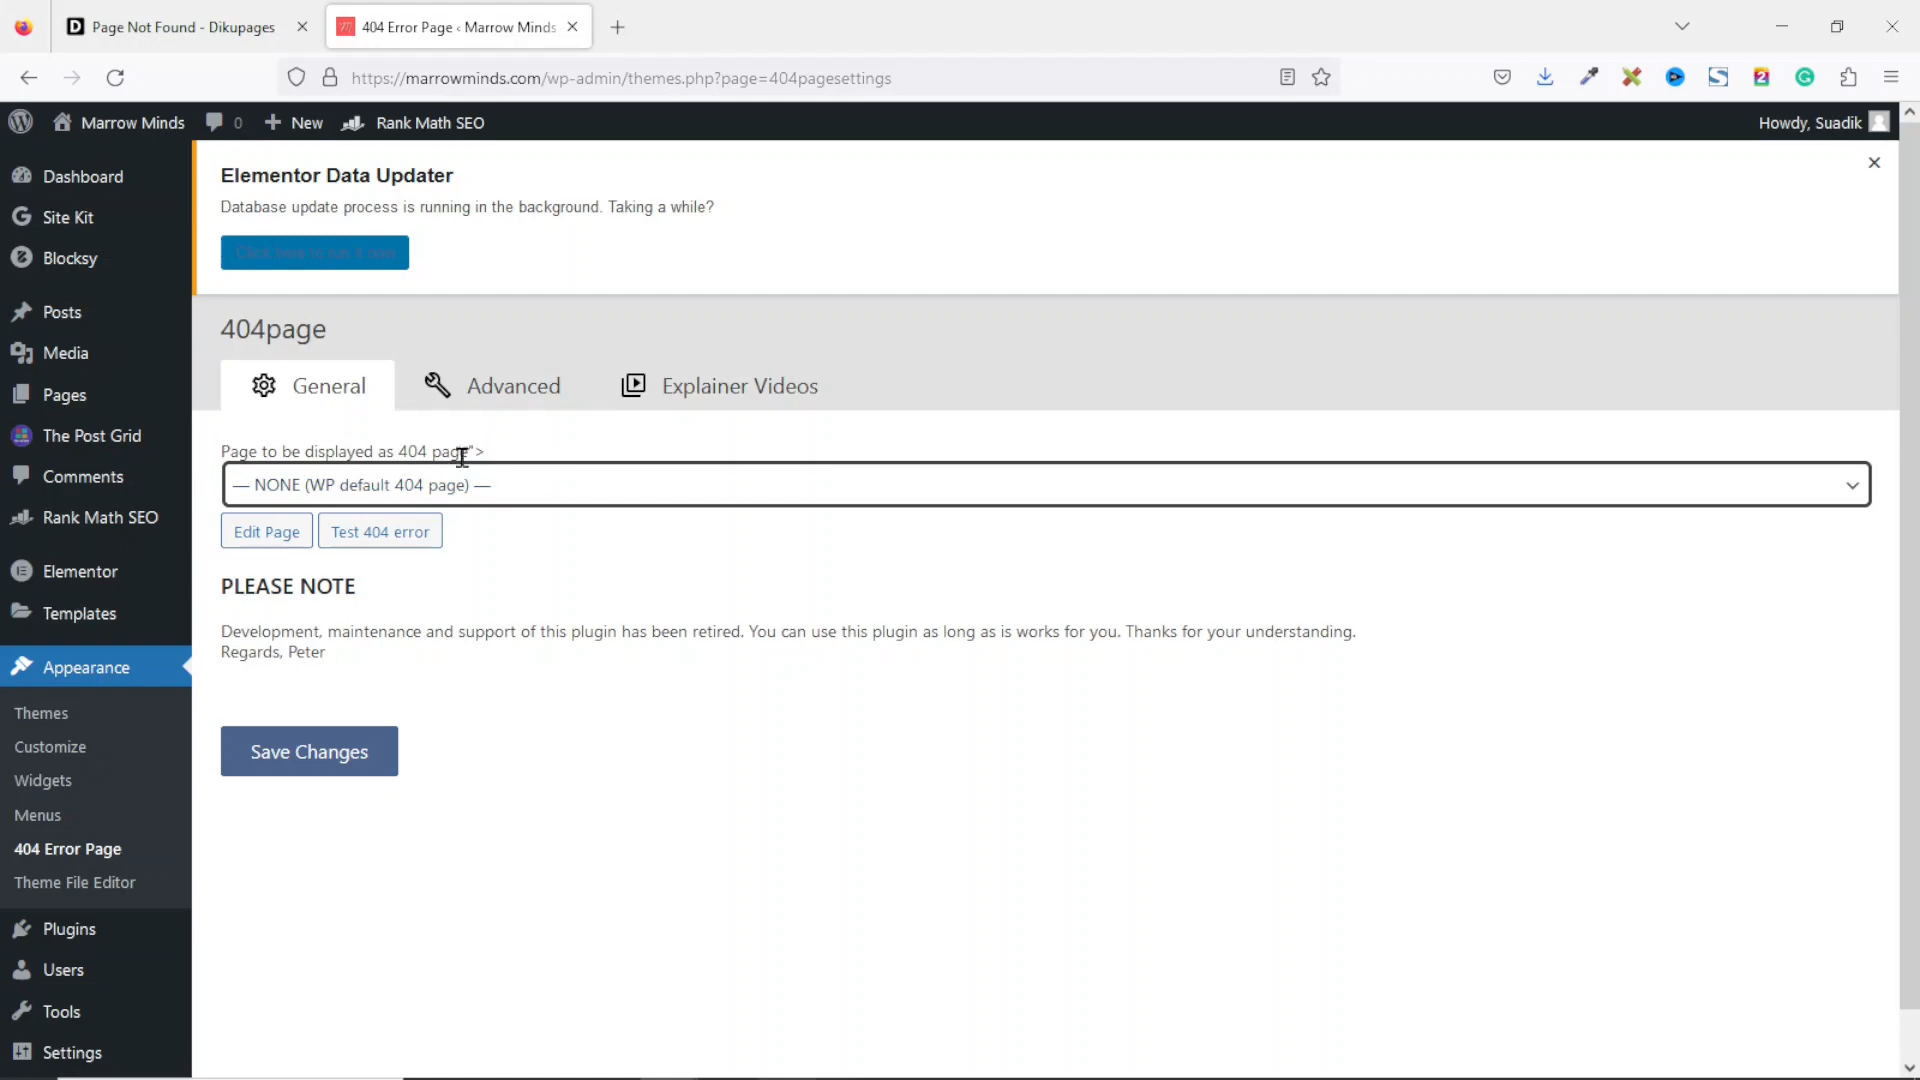 Page Not Found - Dikupages
404 Error Page ‹ Marrow Minds
https://marrowminds.com/wp-admin/themes.php?page=404pagesettings
Marrow Minds
0
New
Rank Math SEO
Howdy, Suadik
Dashboard
Site Kit
Blocksy
Posts
Media
Pages
The Post Grid
Comments
Rank Math SEO
Elementor
Templates
Appearance
Themes
Customize
Widgets
Menus
404 Error Page
Theme File Editor
Plugins
Users
Tools
Settings
Elementor Data Updater
Database update process is running in the background. Taking a while?
Click here to run it now
404page
General
Advanced
Explainer Videos
Page to be displayed as 404 page">
— NONE (WP default 404 page) —
Edit Page
Test 404 error
PLEASE NOTE
Development, maintenance and support of this plugin has been retired. You can use this plugin as long as is works for you. Thanks for your understanding.
Regards, Peter
Save Changes